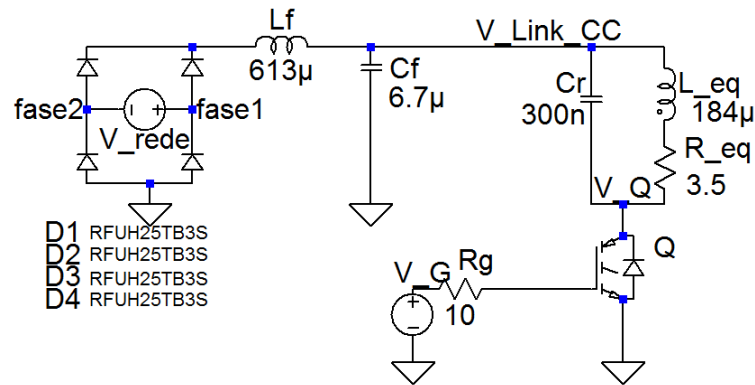 Lf
613µ
V_Link_CC
Cf
6.7µ
Cr
300n
L_eq
184µ
fase2
fase1
V_rede
R_eq
3.5
V_Q
D1 RFUH25TB3S
D2 RFUH25TB3S
D3 RFUH25TB3S
D4 RFUH25TB3S
Q
V_G
Rg
10